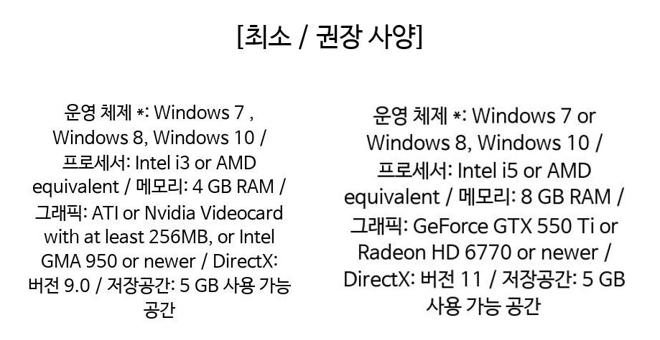 [최소 / 권장 사양]
운영 체제 *: Windows 7 ,
Windows 8, Windows 10 /
프로세서: Intel i3 or AMD
equivalent / 메모리: 4 GB RAM /
그래픽: ATI or Nvidia Videocard
with at least 256MB, or Intel
GMA 950 or newer / DirectX:
버전 9.0 / 저장공간: 5 GB 사용 가능
공간
운영 체제 *: Windows 7 or
Windows 8, Windows 10 /
프로세서: Intel i5 or AMD
equivalent / 메모리: 8 GB RAM /
그래픽: GeForce GTX 550 Ti or
Radeon HD 6770 or newer /
DirectX: 버전 11 / 저장공간: 5 GB
사용 가능 공간